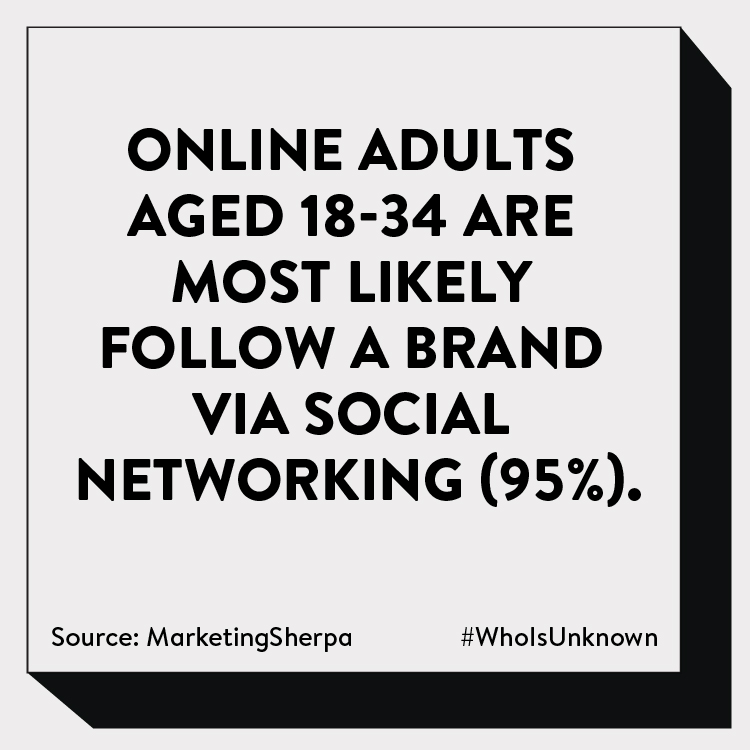 ONLINE ADULTS
AGED 18-34 ARE
MOST LIKELY
FOLLOW A BRAND
VIA SOCIAL
NETWORKING (95%).
Source: MarketingSherpa
#WhoIsUnknown